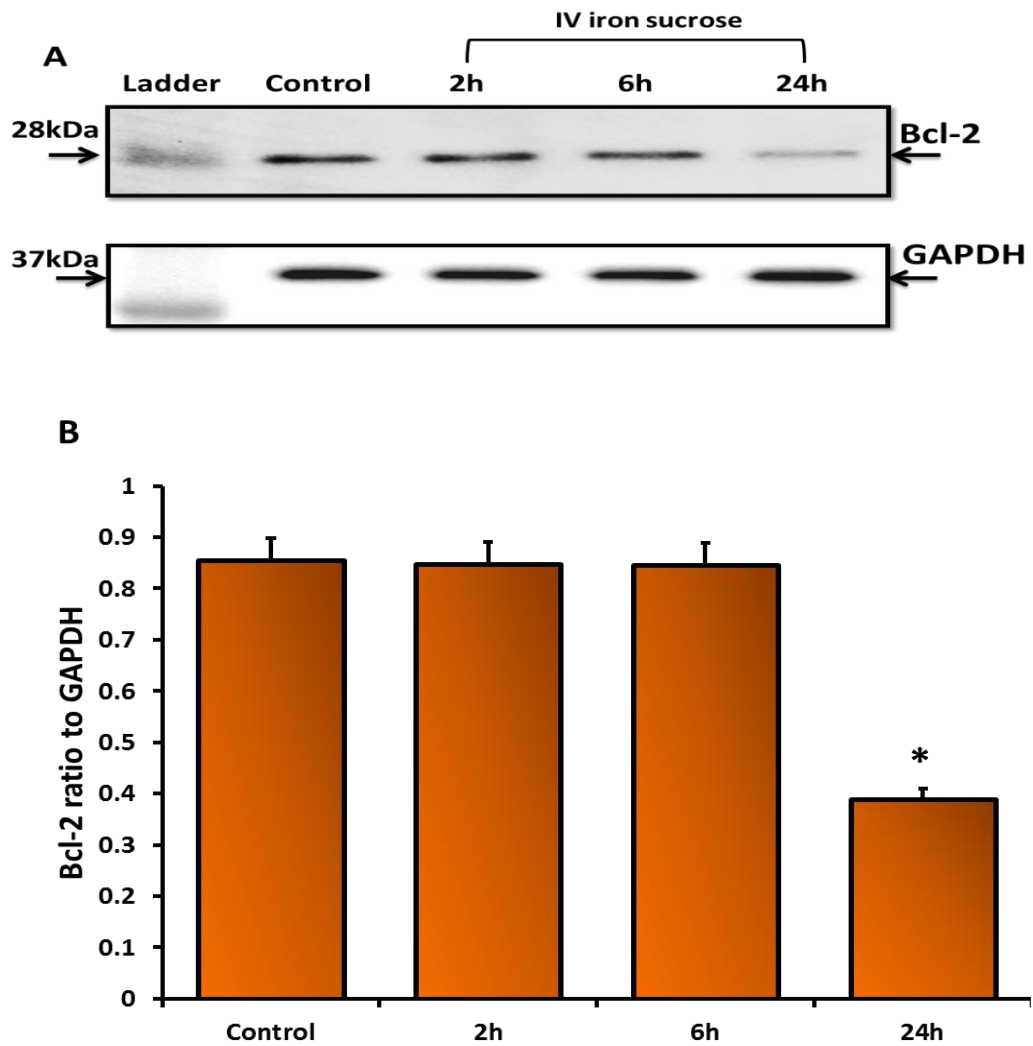 IV iron sucrose
A
Ladder Control 2h 6h 24h
28kDa Bcl-2
37kDa GAPDH
B
Bcl-2 ratio to GAPDH
1
0.9
0.8
0.7
0.6
0.5
0.4
0.3
0.2
0.1
0
*
Control 2h 6h 24h